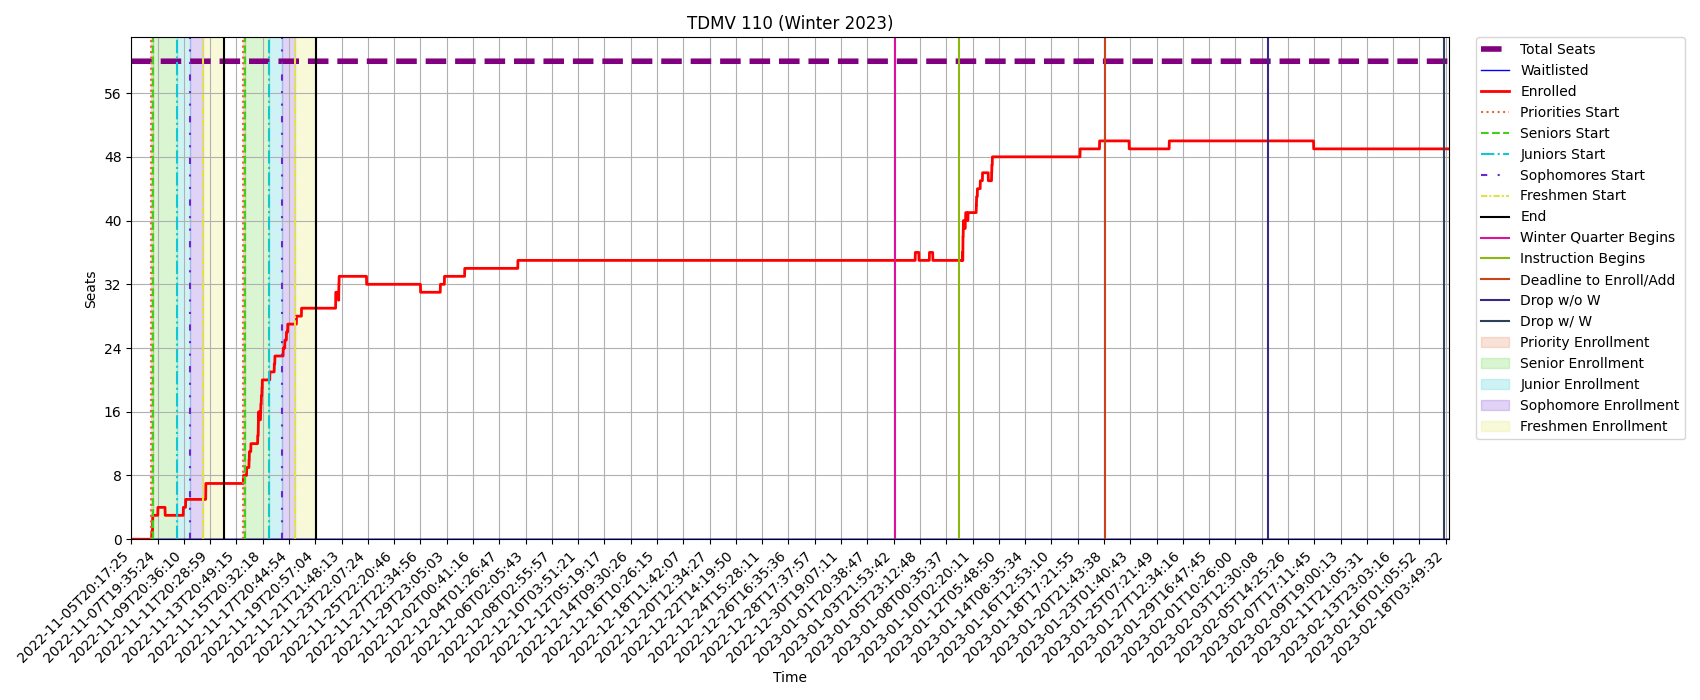 TDMV 110 (Winter 2023)
Seats
56
48
40
32
24
16
8
0
2022-11-05T20:17:25
2022-11-07T19:35:24
2022-11-09T20:36:10
2022-11-11T20:28:59
2022-11-13T20:49:15
2022-11-15T20:32:18
2022-11-17T20:44:54
2022-11-19T20:57:04
2022-11-21T21:48:13
2022-11-23T22:07:24
2022-11-25T22:20:46
2022-11-27T22:34:56
2022-11-29T23:05:03
2022-12-02T00:41:16
2022-12-04T01:26:47
2022-12-06T02:05:43
2022-12-08T02:55:57
2022-12-10T03:51:21
2022-12-12T05:19:17
2022-12-14T09:30:26
2022-12-16T10:26:15
2022-12-18T11:42:07
2022-12-20T12:34:27
2022-12-22T14:19:50
2022-12-24T15:28:11
2022-12-26T16:35:36
2022-12-28T17:37:57
2022-12-30T19:07:11
2023-01-01T20:38:47
2023-01-03T21:53:42
2023-01-05T23:12:48
2023-01-08T00:35:37
2023-01-10T02:20:11
2023-01-12T05:48:50
2023-01-14T08:35:34
2023-01-16T12:53:10
2023-01-18T17:21:55
2023-01-20T21:43:38
2023-01-23T01:40:43
2023-01-25T07:21:49
2023-01-27T12:34:16
2023-01-29T16:47:45
2023-02-01T10:26:00
2023-02-03T12:30:08
2023-02-05T14:25:26
2023-02-07T17:11:45
2023-02-09T19:00:13
2023-02-11T21:05:31
2023-02-13T23:03:16
2023-02-16T01:05:52
2023-02-18T03:49:32
Time
Total Seats
Waitlisted
Enrolled
Priorities Start
Seniors Start
Juniors Start
Sophomores Start
Freshmen Start
End
Winter Quarter Begins
Instruction Begins
Deadline to Enroll/Add
Drop w/o W
Drop w/ W
Priority Enrollment
Senior Enrollment
Junior Enrollment
Sophomore Enrollment
Freshmen Enrollment